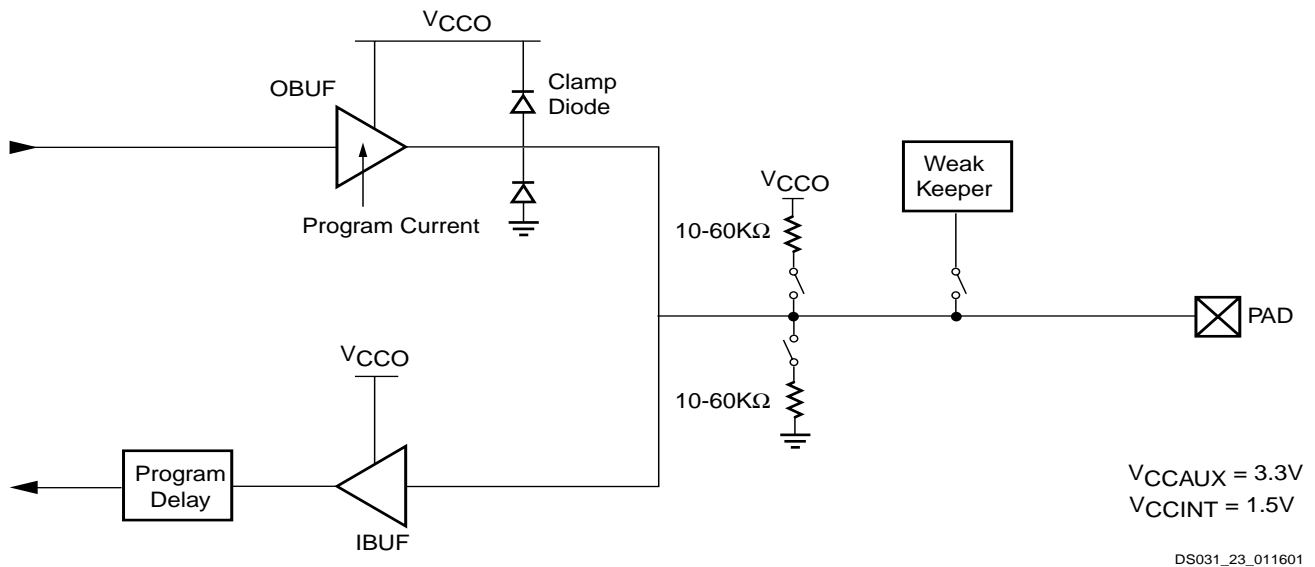 VCCO
OBUF
Clamp
Diode
Program Current
VCCO
10-60KΩ
Weak
Keeper
PAD
VCCO
10-60KΩ
Program
Delay
IBUF
VCCAUX = 3.3V
VCCINT = 1.5V
DS031_23_011601